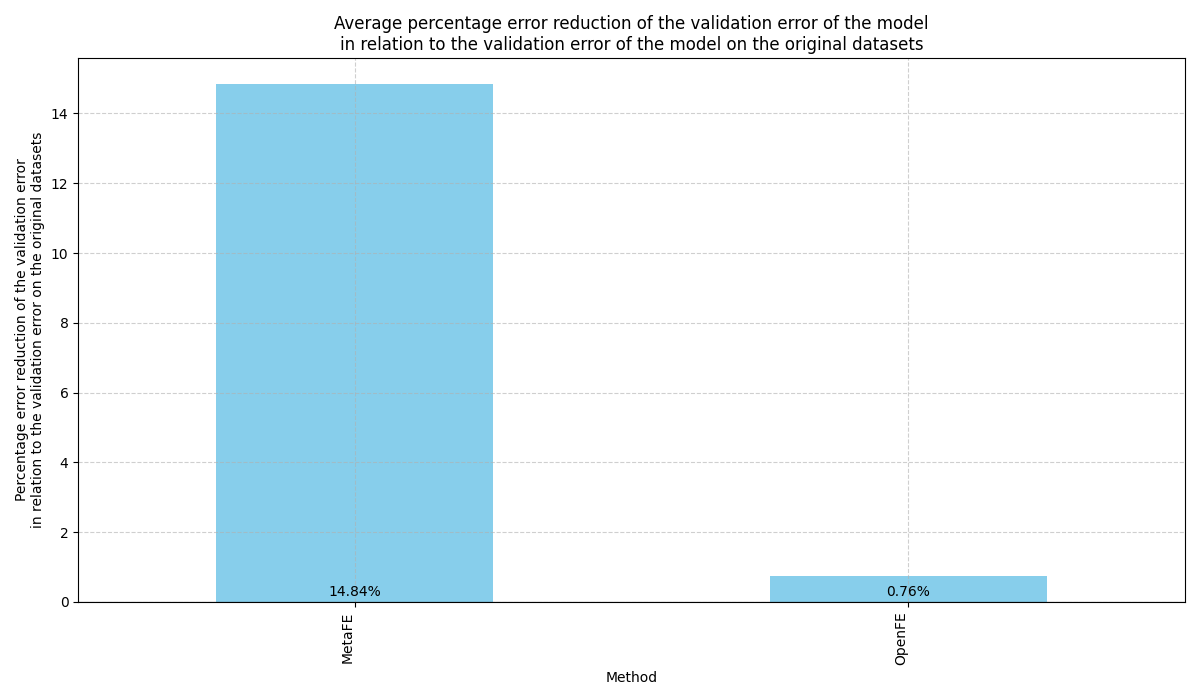 Average percentage error reduction of the validation error of the model
in relation to the validation error of the model on the original datasets
Percentage error reduction of the validation error
in relation to the validation error on the original datasets
14
12
10
8
6
4
2
0
14.84%
0.76%
MetaFE
OpenFE
Method